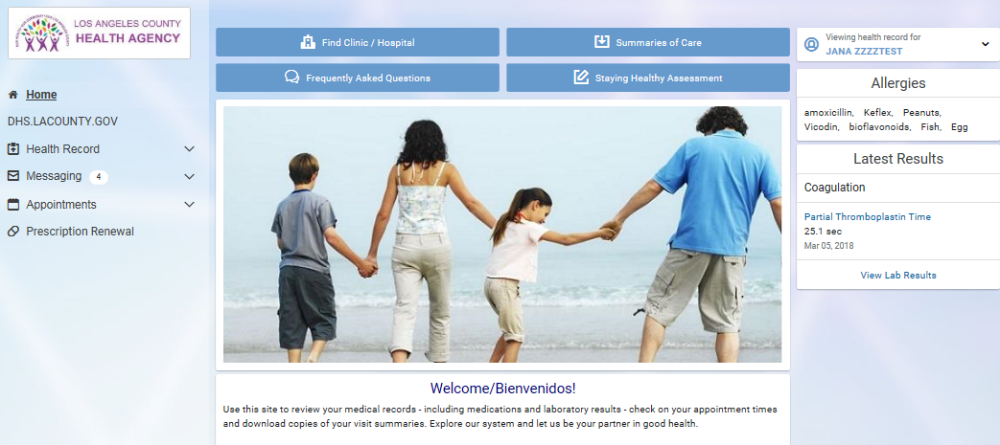 LOS ANGELES COUNTY
HEALTH AGENCY
Home
DHS.LACOUNTY.GOV
Health Record
Messaging 4
Appointments
Prescription Renewal
Find Clinic / Hospital
Summaries of Care
Frequently Asked Questions
Staying Healthy Assessment
Welcome/Bienvenidos!
Use this site to review your medical records - including medications and laboratory results - check on your appointment times
and download copies of your visit summaries. Explore our system and let us be your partner in good health.
Viewing health record for
JANA ZZZZTEST
Allergies
amoxicillin, Keflex, Peanuts,
Vicodin, bioflavonoids, Fish, Egg
Latest Results
Coagulation
Partial Thromboplastin Time
25.1 sec
Mar 05, 2018
View Lab Results